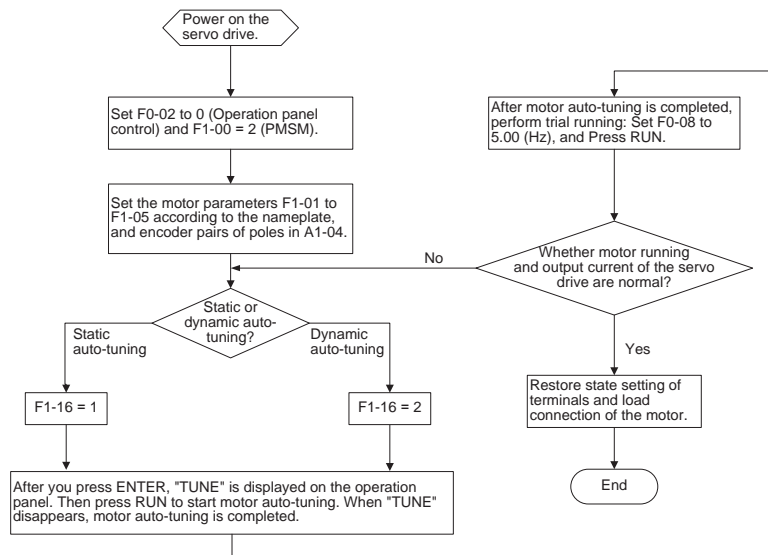 Power on the
servo drive.
Set F0-02 to 0 (Operation panel
control) and F1-00 = 2 (PMSM).
Set the motor parameters F1-01 to
F1-05 according to the nameplate,
and encoder pairs of poles in A1-04.
Static or
dynamic auto-
tuning?
Static
auto-tuning
Dynamic
auto-tuning
F1-16 = 1
F1-16 = 2
After you press ENTER, "TUNE" is displayed on the operation
panel. Then press RUN to start motor auto-tuning. When "TUNE"
disappears, motor auto-tuning is completed.
After motor auto-tuning is completed,
perform trial running: Set F0-08 to
5.00 (Hz), and Press RUN.
Whether motor running
and output current of the servo
drive are normal?
No
Yes
Restore state setting of
terminals and load
connection of the motor.
End